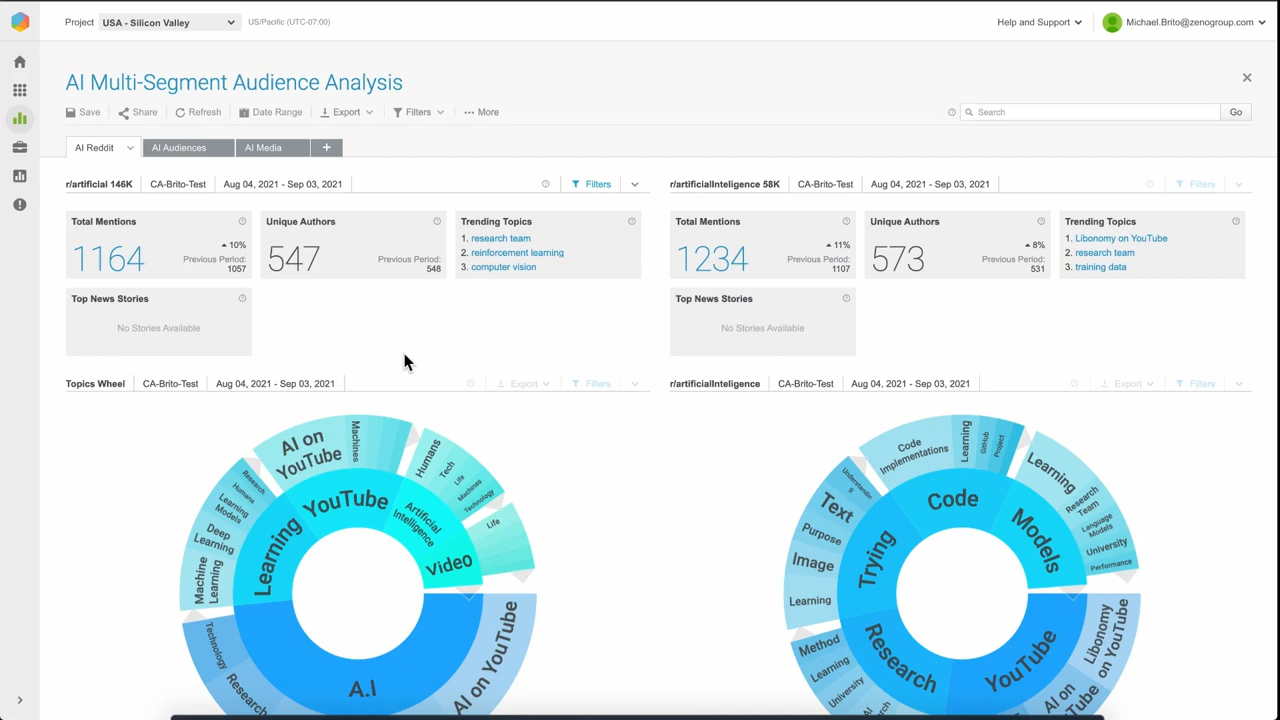 Project USA - Silicon Valley US/Pacific (UTC-07:00) Help and Support Michael.Brito@zenogroup.com
AI Multi-Segment Audience Analysis
Save Share Refresh Date Range Export Filters More Search Go
AI Reddit AI Audiences AI Media +
r/artificial 146K CA-Brito-Test Aug 04, 2021 - Sep 03, 2021 Filters
Total Mentions
1164
10%
Previous Period:
1057
Unique Authors
547
Previous Period:
548
Trending Topics
1. research team
2. reinforcement learning
3. computer vision
Top News Stories
No Stories Available
r/artificialInteligence 58K CA-Brito-Test Aug 04, 2021 - Sep 03, 2021 Filters
Total Mentions
1234
11%
Previous Period:
1107
Unique Authors
573
8%
Previous Period:
531
Trending Topics
1. Libonomy on YouTube
2. research team
3. training data
Top News Stories
No Stories Available
Topics Wheel CA-Brito-Test Aug 04, 2021 - Sep 03, 2021 Export Filters
Machine
Learning
Deep
Learning
Learning
Models
Humans
Research
AI on
YouTube
Machines
Humans
Tech
Life
Machines
Technology
Life
Learning
YouTube
Artificial
Intelligence
Video
A.I
Technology
Research
AI on YouTube
r/artificialInteligence CA-Brito-Test Aug 04, 2021 - Sep 03, 2021 Export Filters
Learning
Image
Purpose
Text
Code
Implementations
Learning
GitHub
Project
Learning
Research
Team
Language
Models
University
Performance
Trying
Code
Models
Research
YouTube
Method
Learning
University
AI
Libonomy
on YouTube
AI on